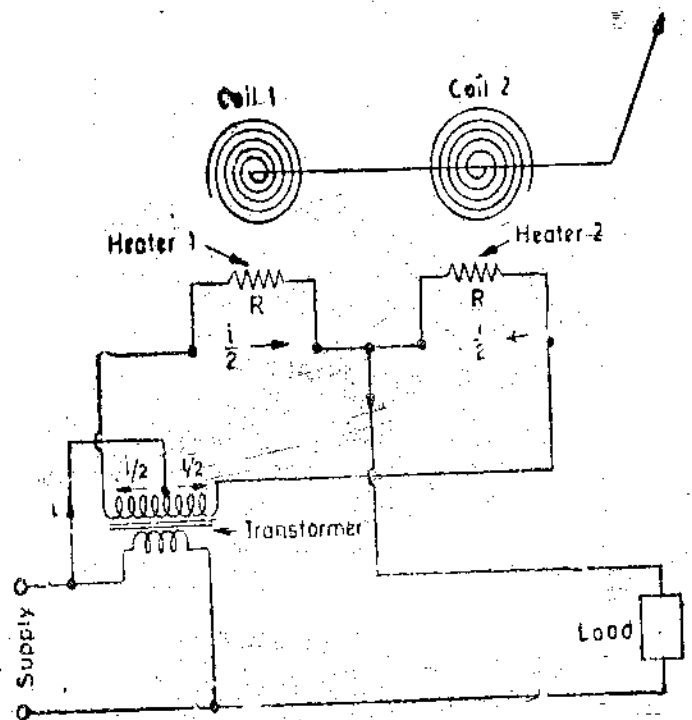 Coil 1
Coil 2
Heater 1
Heater 2
R
R
i/2
i/2
i/2
i/2
i
Transformer
Load
Supply